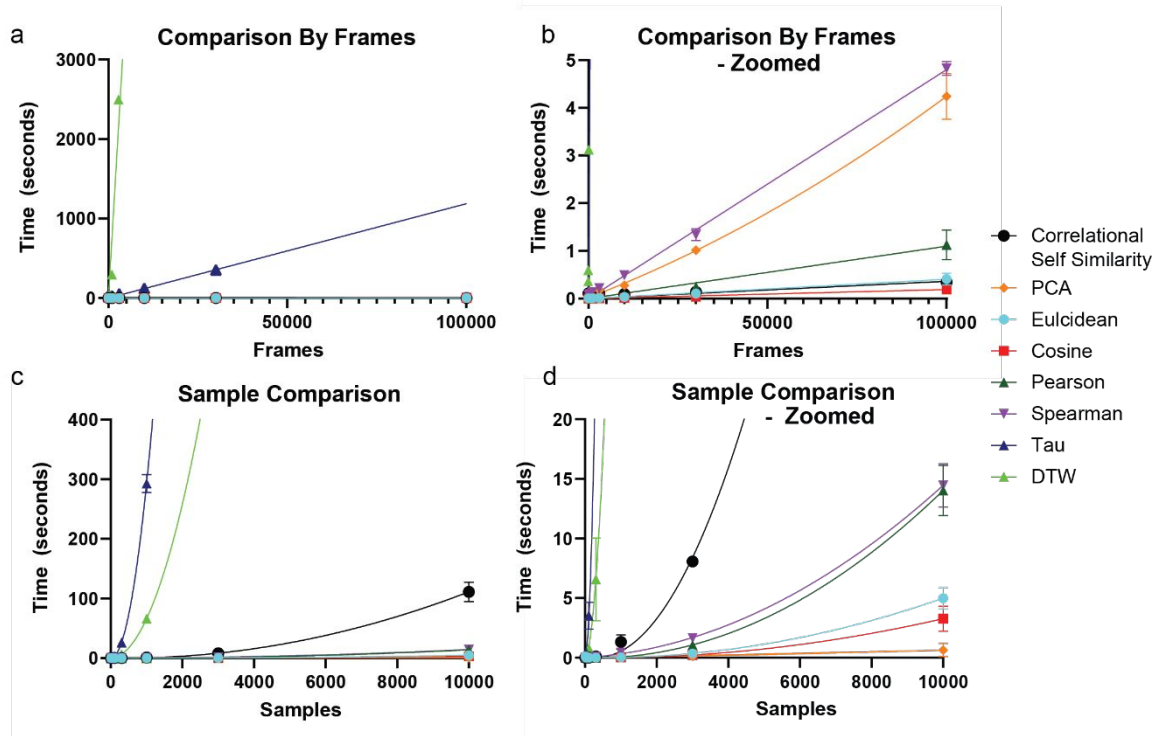 a
Comparison By Frames
3000
2000
1000
0
Time (seconds)
0
50000
100000
Frames
b
Comparison By Frames
- Zoomed
5
4
3
2
1
0
Time (seconds)
0
50000
100000
Frames
Correlational
Self Similarity
PCA
Eulcidean
Cosine
Pearson
Spearman
Tau
DTW
c
Sample Comparison
400
300
200
100
0
Time (seconds)
0
2000
4000
6000
8000
10000
Samples
d
Sample Comparison
- Zoomed
20
15
10
5
0
Time (seconds)
0
2000
4000
6000
8000
10000
Samples